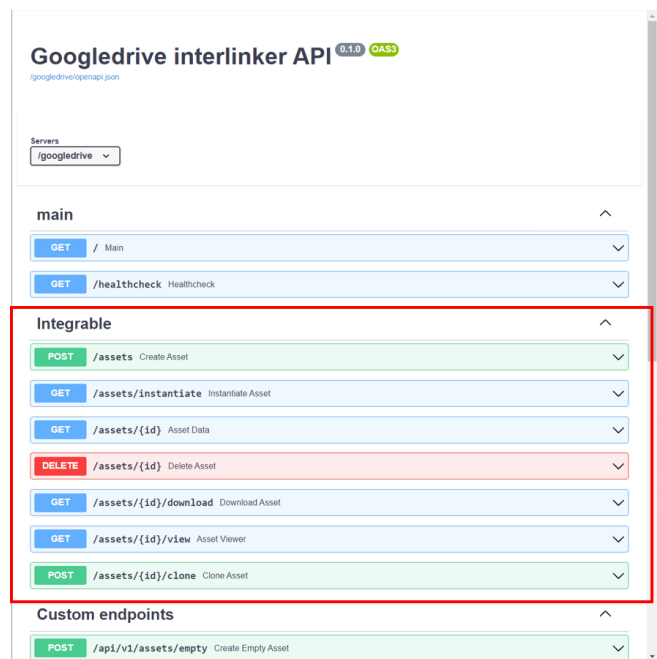 Googledrive interlinker API 0.1.0 OAS3
/googledrive/openapi.json
Servers
/googledrive
main
GET / Main
GET /healthcheck Healthcheck
Integrable
POST /assets Create Asset
GET /assets/instantiate Instantiate Asset
GET /assets/{id} Asset Data
DELETE /assets/{id} Delete Asset
GET /assets/{id}/download Download Asset
GET /assets/{id}/view Asset Viewer
POST /assets/{id}/clone Clone Asset
Custom endpoints
POST /api/v1/assets/empty Create Empty Asset